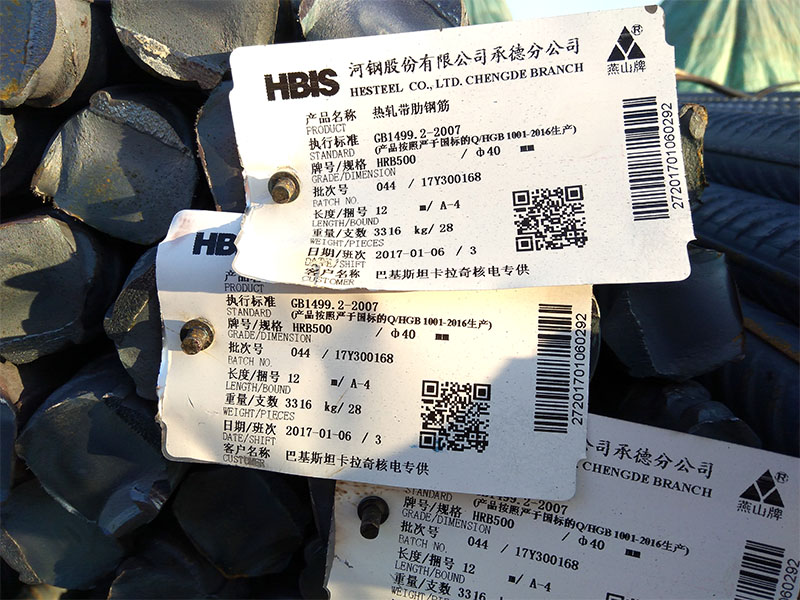 HBIS 河钢股份有限公司承德分公司
HESTEEL CO., LTD. CHENGDE BRANCH
燕山牌®
产品名称 热轧带肋钢筋
PRODUCT
执行标准 GB1499.2-2007
STANDARD (产品按照严于国标的Q/HGB 1001-2016生产)
牌号/规格 HRB500 / Φ40 ■■
GRADE/DIMENSION
批次号 044 / 17Y300168
BATCH NO.
长度/捆号 12 m/ A-4
LENGTH/BOUND
重量/支数 3316 kg/ 28
WEIGHT/PIECES
日期/班次 2017-01-06 / 3
DATE/SHIFT
客户名称 巴基斯坦卡拉奇核电专供
CUSTOMER
27201701060292
HB
PRODUCT
执行标准 GB1499.2-2007
STANDARD (产品按照严于国标的Q/HGB 1001-2016生产)
牌号/规格 HRB500 / Φ40 ■■
GRADE/DIMENSION
批次号 044 / 17Y300168
BATCH NO.
长度/捆号 12 m/ A-4
LENGTH/BOUND
重量/支数 3316 kg/ 28
WEIGHT/PIECES
日期/班次 2017-01-06 / 3
DATE/SHIFT
客户名称 巴基斯坦卡拉奇核电专供
CUSTOMER
27201701060292
公司承德分公司
CHENGDE BRANCH
燕山牌®
STANDARD 1499.2-2007
(产品按照严于国标的Q/HGB 1001-2016生产)
牌号/规格 HRB500 / Φ40 ■■
GRADE/DIMENSION
批次号 044 / 17Y300168
BATCH NO.
长度/捆号 12 m/ A-4
LENGTH/BOUND
重量/支数 3316 kg/ 28
060292